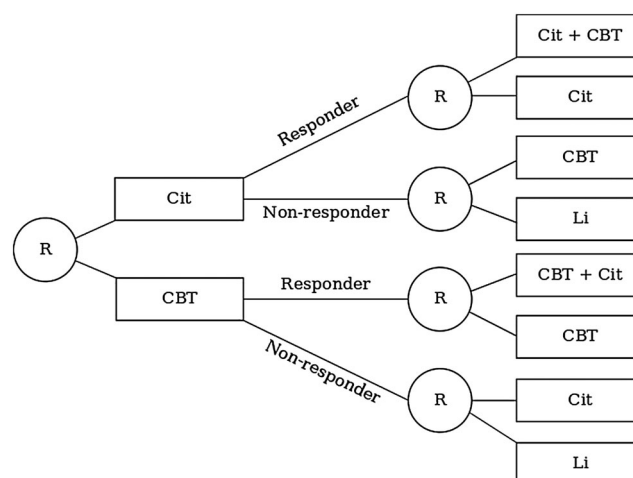 Cit + CBT
Responder
R
Cit
CBT
Cit
R
Non-responder
Li
R
CBT + Cit
CBT
Responder
R
CBT
Non-responder
R
Cit
Li